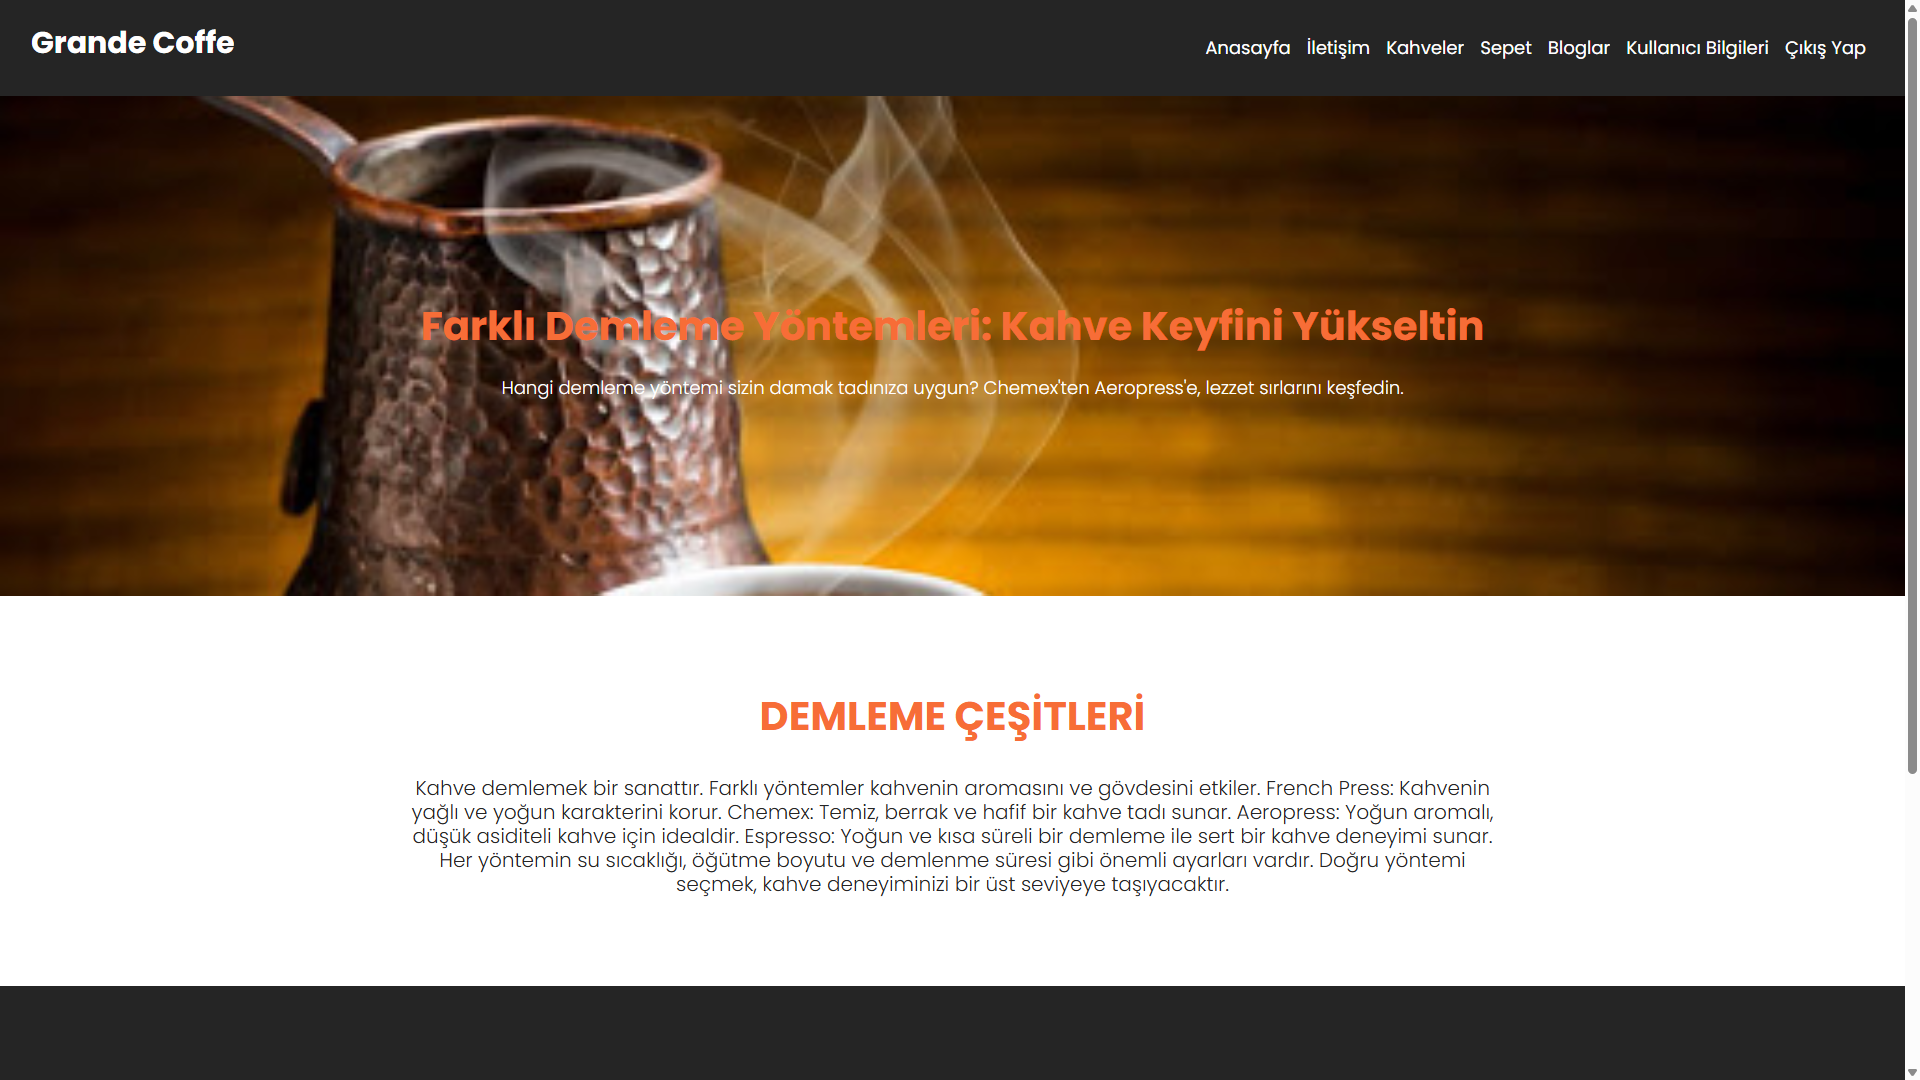 Grande Coffe
Anasayfa İletişim Kahveler Sepet Bloglar Kullanıcı Bilgileri Çıkış Yap
Farklı Demleme Yöntemleri: Kahve Keyfini Yükseltin
Hangi demleme yöntemi sizin damak tadınıza uygun? Chemex'ten Aeropress'e, lezzet sırlarını keşfedin.
DEMLEME ÇEŞİTLERİ
Kahve demlemek bir sanattır. Farklı yöntemler kahvenin aromasını ve gövdesini etkiler. French Press: Kahvenin
yağlı ve yoğun karakterini korur. Chemex: Temiz, berrak ve hafif bir kahve tadı sunar. Aeropress: Yoğun aromalı,
düşük asiditeli kahve için idealdir. Espresso: Yoğun ve kısa süreli bir demleme ile sert bir kahve deneyimi sunar.
Her yöntemin su sıcaklığı, öğütme boyutu ve demlenme süresi gibi önemli ayarları vardır. Doğru yöntemi
seçmek, kahve deneyiminizi bir üst seviyeye taşıyacaktır.